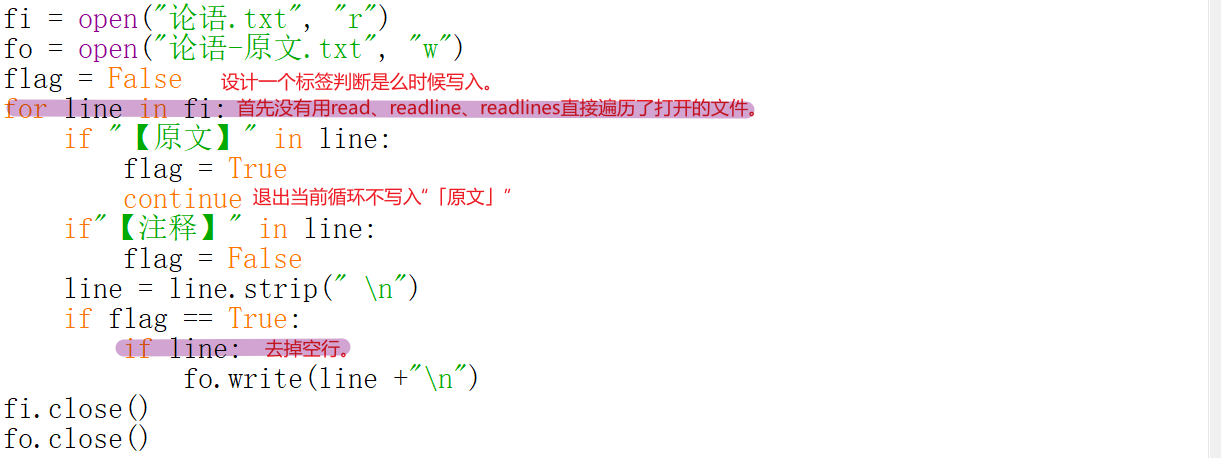 fi = open("论语.txt", "r")
fo = open("论语-原文.txt", "w")
flag = False 设计一个标签判断是么时候写入。
for line in fi: 首先没有用read、readline、readlines直接遍历了打开的文件。
    if "【原文】" in line:
        flag = True
        continue 退出当前循环不写入“「原文」”
    if"【注释】" in line:
        flag = False
    line = line.strip(" \n")
    if flag == True:
        if line: 去掉空行。
            fo.write(line +"\n")
fi.close()
fo.close()